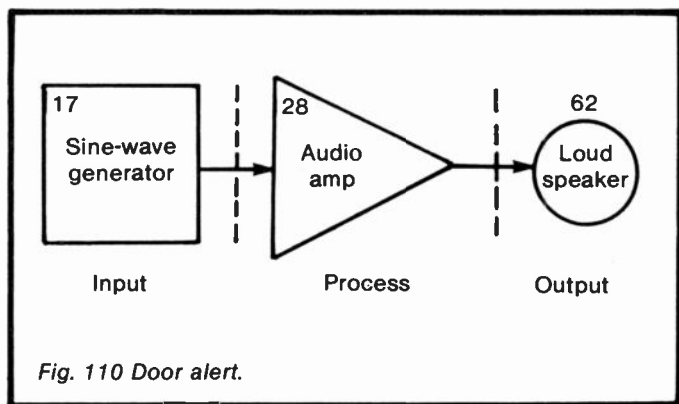 17
Sine-wave
generator
28
Audio
amp
62
Loud
speaker
Input
Process
Output
Fig. 110 Door alert.